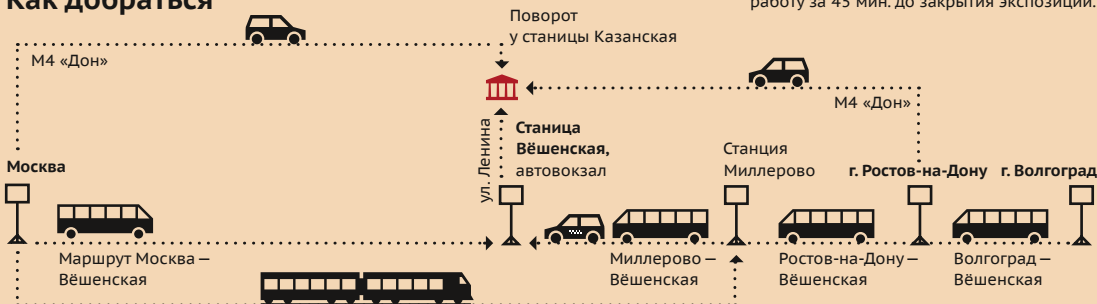 Как добраться
работу за 45 мин. до закрытия экспозиции.
Поворот
у станицы Казанская
М4 «Дон»
М4 «Дон»
ул. Ленина
Станица
Вёшенская,
автовокзал
Станция
Миллерово
Москва
г. Ростов-на-Дону
г. Волгоград
Маршрут Москва –
Вёшенская
Миллерово –
Вёшенская
Ростов-на-Дону –
Вёшенская
Волгоград –
Вёшенская